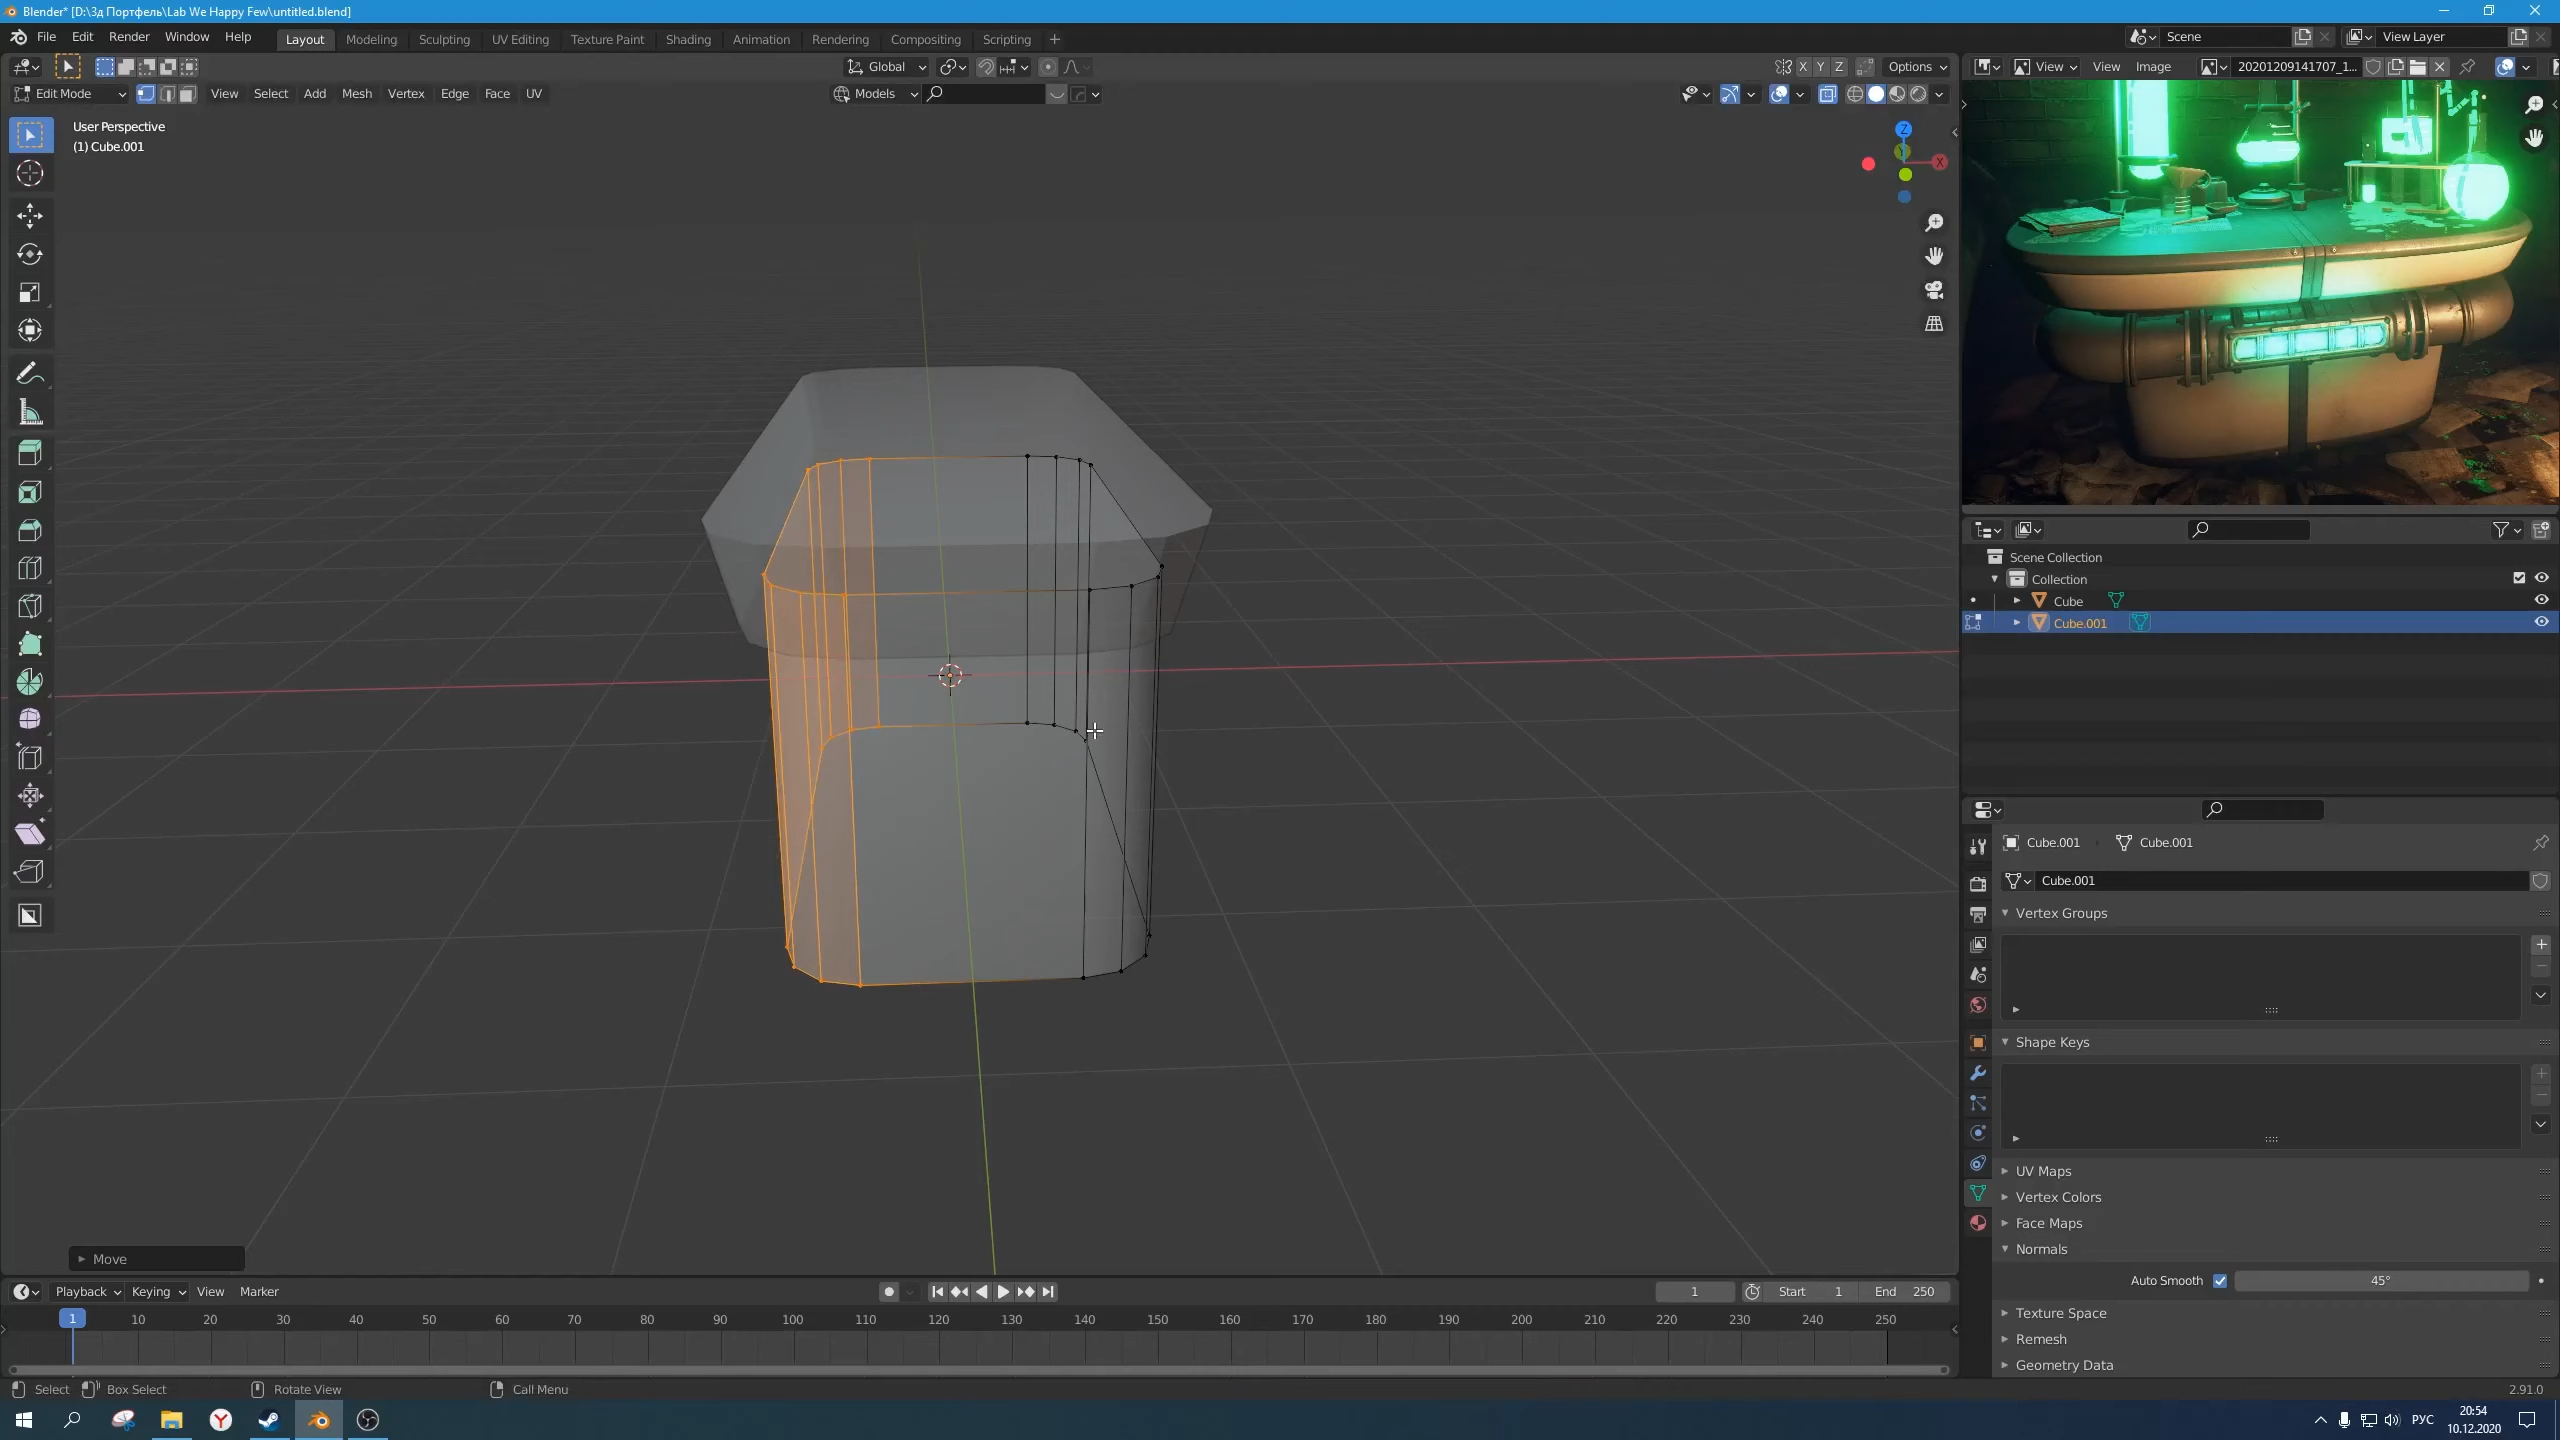 Blender* [D:\3д Портфель\Lab We Happy Few\untitled.blend]
File Edit Render Window Help Layout Modeling Sculpting UV Editing Texture Paint Shading Animation Rendering Compositing Scripting
Scene View Layer
Global X Y Z Options
View View Image 20201209141707_1...
Edit Mode View Select Add Mesh Vertex Edge Face UV Models
User Perspective
(1) Cube.001
Z
Y
X
Scene Collection
Collection
Cube
Cube.001
Cube.001 Cube.001
Cube.001
Vertex Groups
Shape Keys
UV Maps
Vertex Colors
Face Maps
Normals
Auto Smooth 45°
Texture Space
Remesh
Geometry Data
Move
Playback Keying View Marker 1 Start 1 End 250
1 10 20 30 40 50 60 70 80 90 100 110 120 130 140 150 160 170 180 190 200 210 220 230 240 250
Select Box Select Rotate View Call Menu 2.91.0
РУС
20:54
10.12.2020